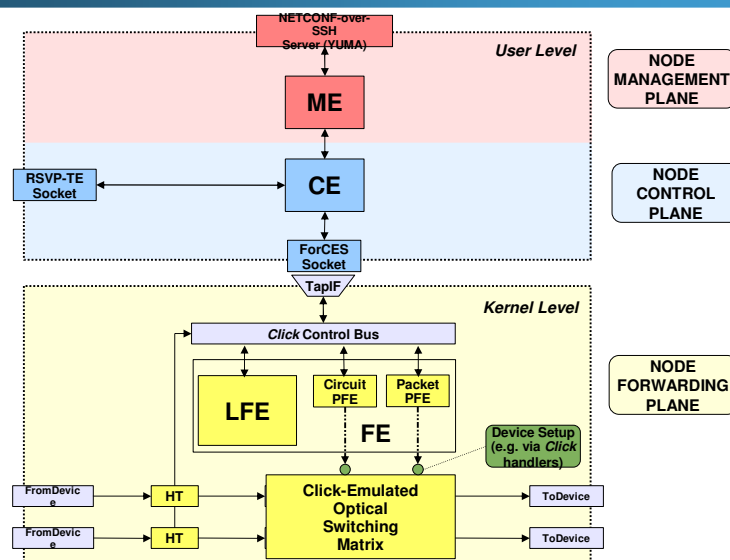 NETCONF-over-
SSH
Server (YUMA)
User Level
NODE
MANAGEMENT
PLANE
ME
RSVP-TE
Socket
CE
NODE
CONTROL
PLANE
ForCES
Socket
TapIF
Kernel Level
Click Control Bus
LFE
Circuit
PFE
Packet
PFE
FE
NODE
FORWARDING
PLANE
Device Setup
(e.g. via Click
handlers)
FromDevic
e
HT
Click-Emulated
Optical
Switching
Matrix
ToDevice
FromDevic
e
HT
ToDevice